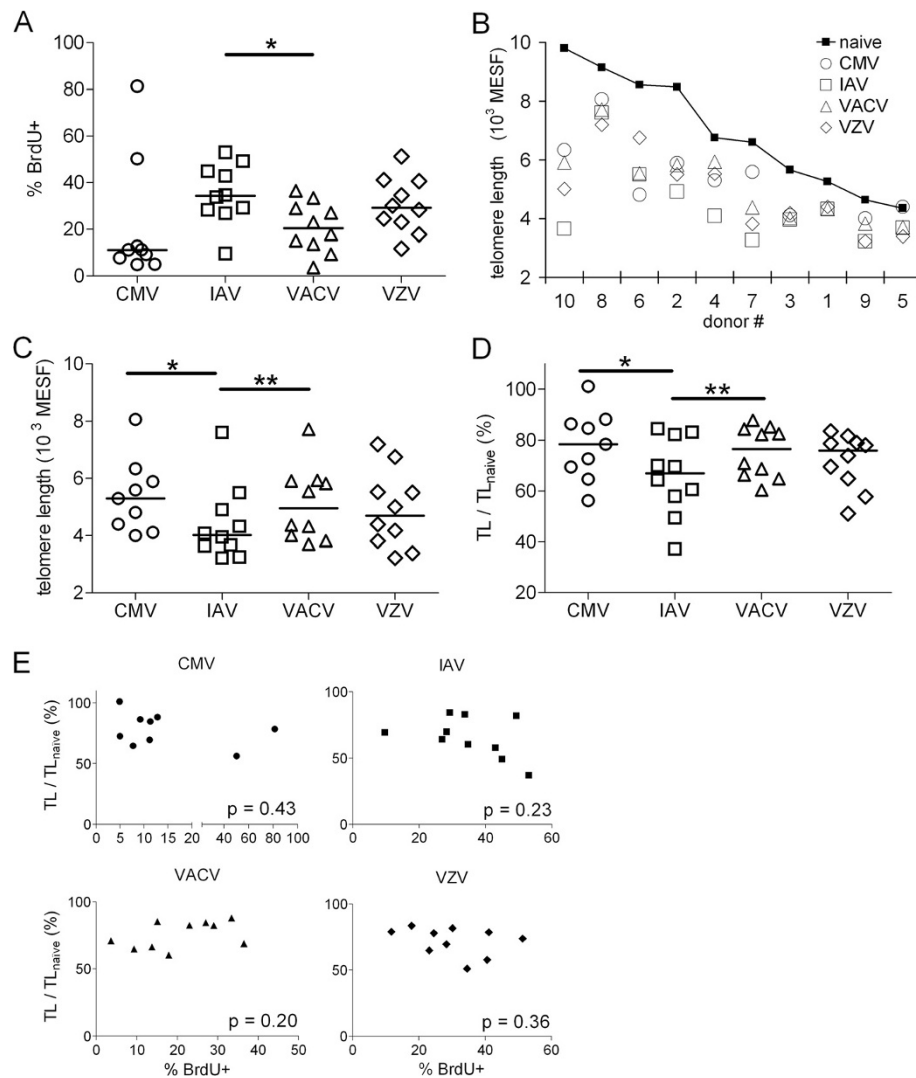 A
% BrdU+
100
80
60
40
20
0
*
CMV IAV VACV VZV
B
telomere length (10³ MESF)
10
8
6
4
2
naive
CMV
IAV
VACV
VZV
10 8 6 2 4 7 3 1 9 5
donor #
C
telomere length (10³ MESF)
10
8
6
4
2
* **
CMV IAV VACV VZV
D
TL / TLnaive (%)
100
80
60
40
20
* **
CMV IAV VACV VZV
E
CMV
TL / TLnaïve (%)
100
50
0
p = 0.43
0 5 10 15 20 40 60 80 100
IAV
100
50
0
p = 0.23
0 20 40 60
VACV
TL / TLnaïve (%)
100
50
0
p = 0.20
0 10 20 30 40 50
% BrdU+
VZV
100
50
0
p = 0.36
0 20 40 60
% BrdU+